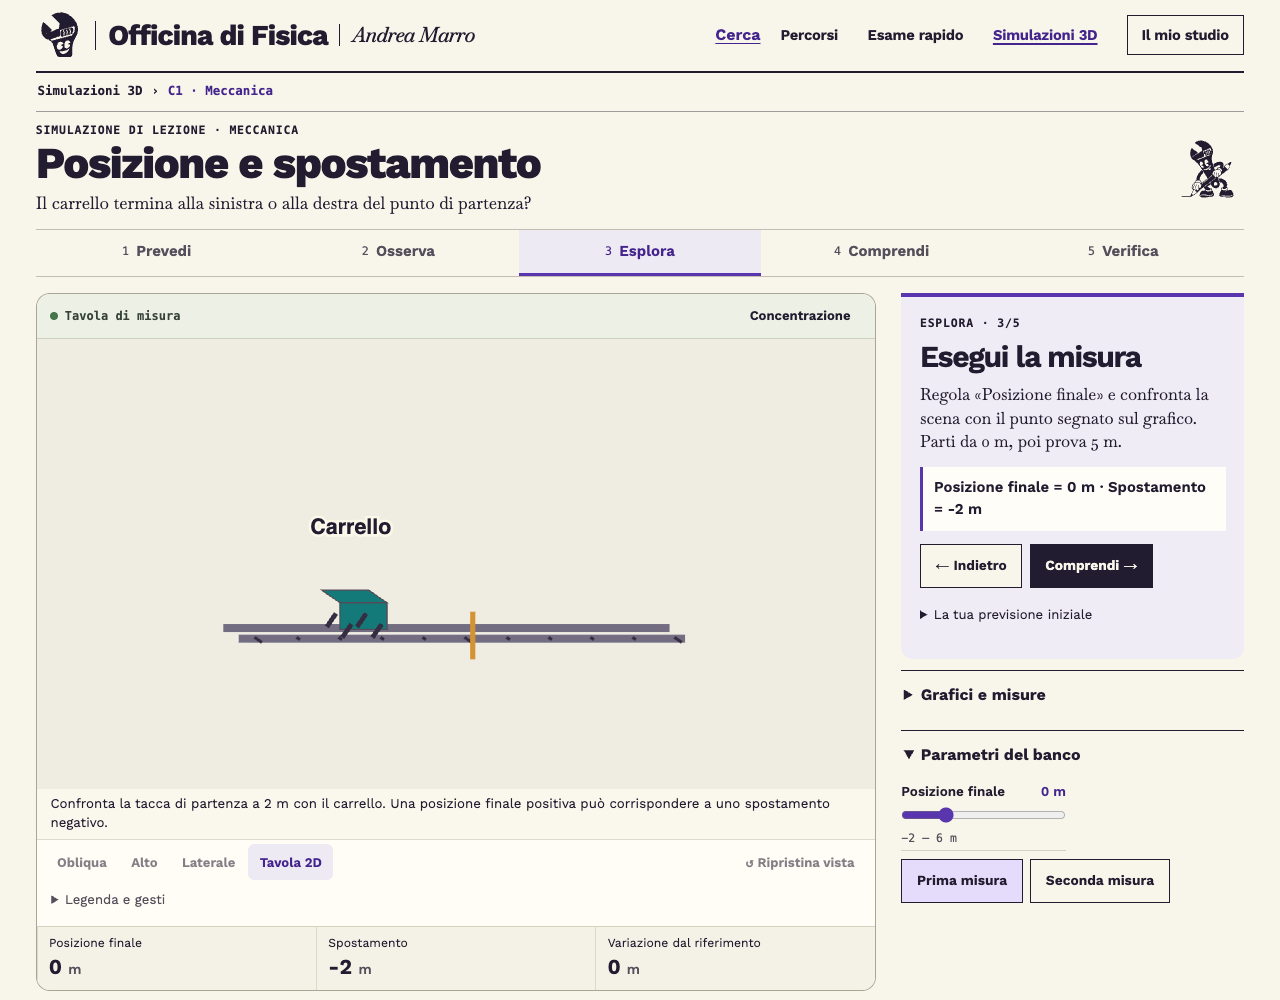 Officina di Fisica
Andrea Marro
Cerca
Percorsi
Esame rapido
Simulazioni 3D
Il mio studio
Simulazioni 3D › C1 · Meccanica
SIMULAZIONE DI LEZIONE · MECCANICA
Posizione e spostamento
Il carrello termina alla sinistra o alla destra del punto di partenza?
1 Prevedi
2 Osserva
3 Esplora
4 Comprendi
5 Verifica
Tavola di misura
Concentrazione
Carrello
Confronta la tacca di partenza a 2 m con il carrello. Una posizione finale positiva può corrispondere a uno spostamento
negativo.
Obliqua
Alto
Laterale
Tavola 2D
↺ Ripristina vista
▶ Legenda e gesti
Posizione finale
0 m
Spostamento
-2 m
Variazione dal riferimento
0 m
ESPLORA · 3/5
Esegui la misura
Regola «Posizione finale» e confronta la
scena con il punto segnato sul grafico.
Parti da 0 m, poi prova 5 m.
Posizione finale = 0 m · Spostamento
= -2 m
← Indietro
Comprendi →
▶ La tua previsione iniziale
▶ Grafici e misure
▼ Parametri del banco
Posizione finale
0 m
−2 — 6 m
Prima misura
Seconda misura